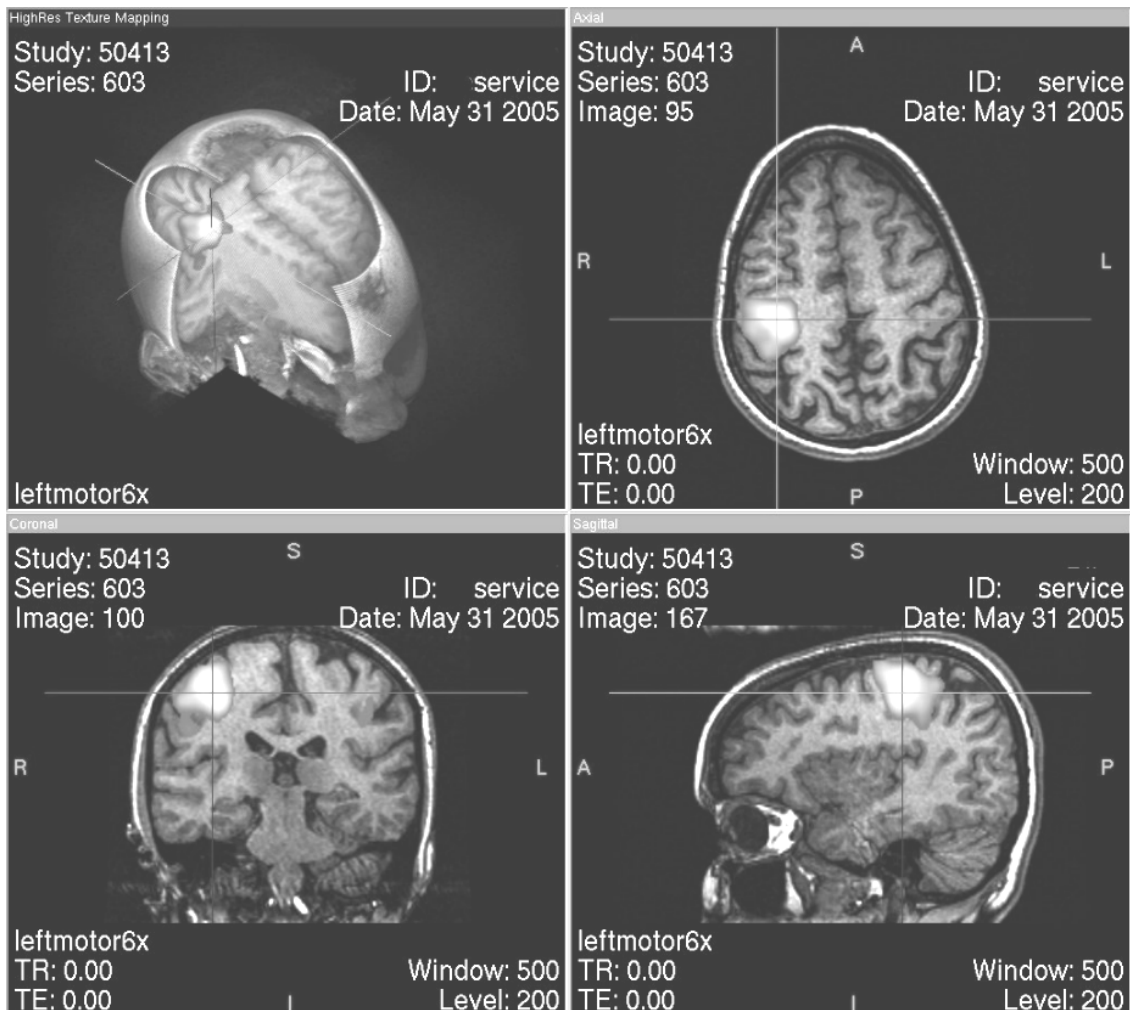 HighRes Texture Mapping
Study: 50413
Series: 603
ID: service
Date: May 31 2005
leftmotor6x
Axial
Study: 50413
Series: 603
Image: 95
ID: service
Date: May 31 2005
A
R
L
leftmotor6x
TR: 0.00
TE: 0.00
P
Window: 500
Level: 200
Coronal
Study: 50413
Series: 603
Image: 100
S
ID: service
Date: May 31 2005
R
L
leftmotor6x
TR: 0.00
TE: 0.00
Window: 500
Level: 200
Sagittal
Study: 50413
Series: 603
Image: 167
S
ID: service
Date: May 31 2005
A
P
leftmotor6x
TR: 0.00
TE: 0.00
Window: 500
Level: 200